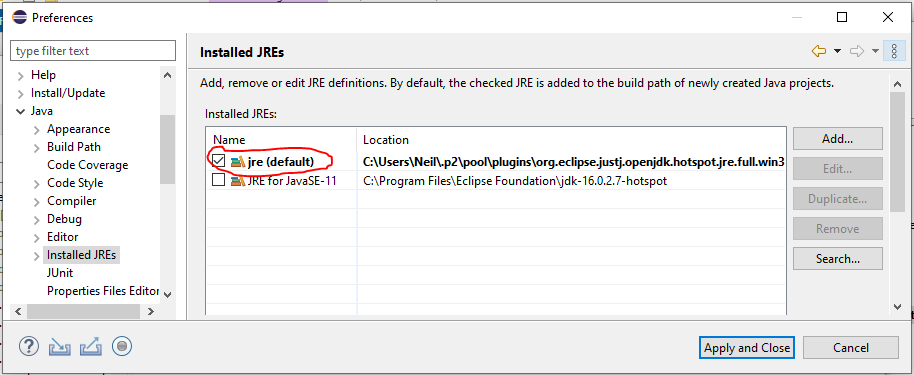 Preferences
type filter text
Installed JREs
Help
Install/Update
Java
Appearance
Build Path
Code Coverage
Code Style
Compiler
Debug
Editor
Installed JREs
JUnit
Properties Files Editor
Add, remove or edit JRE definitions. By default, the checked JRE is added to the build path of newly created Java projects.
Installed JREs:
Name Location
jre (default) C:\Users\Neil\.p2\pool\plugins\org.eclipse.justj.openjdk.hotspot.jre.full.win3
JRE for JavaSE-11 C:\Program Files\Eclipse Foundation\jdk-16.0.2.7-hotspot
Add...
Edit...
Duplicate...
Remove
Search...
Apply and Close
Cancel